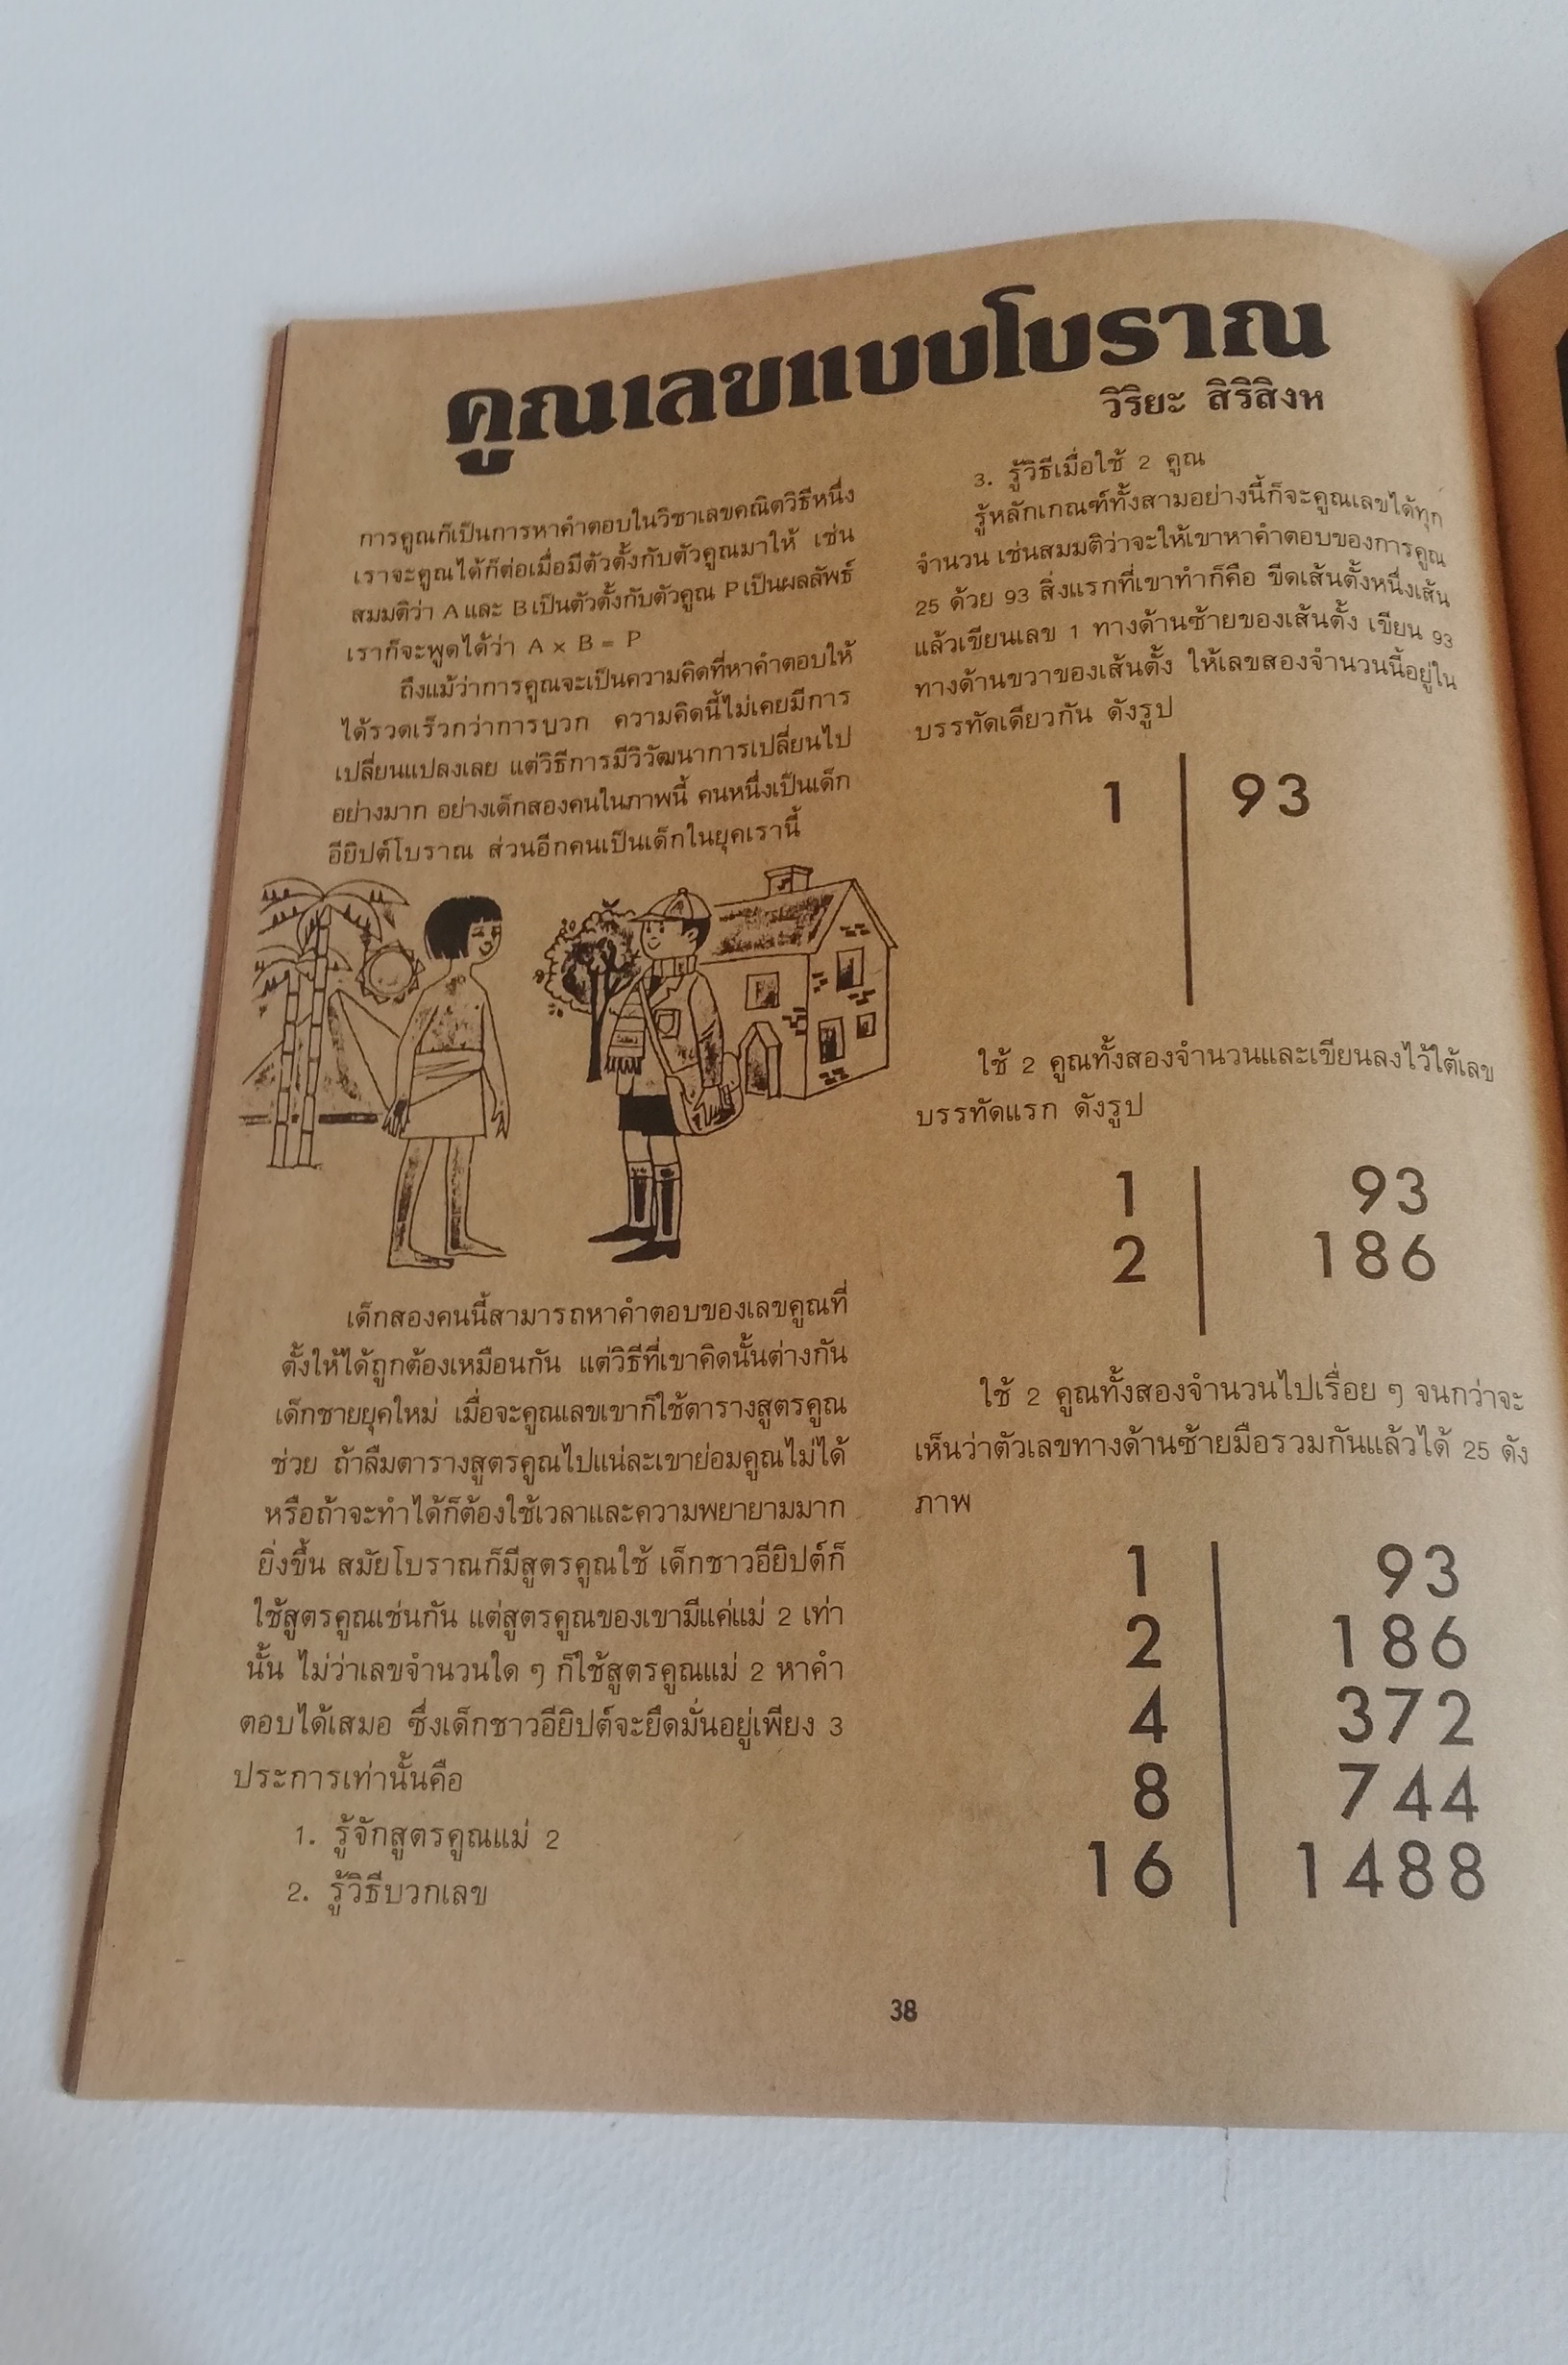 คูณเลขแบบโบราณ
วิริยะ สิริสิงห
การคูณก็เป็นการหาคำตอบในวิชาเลขคณิตวิธีหนึ่ง
เราจะคูณได้ก็ต่อเมื่อมีตัวตั้งกับตัวคูณมาให้ เช่น
สมมติว่า A และ B เป็นตัวตั้งกับตัวคูณ P เป็นผลลัพธ์
เราก็จะพูดได้ว่า A × B = P
ถึงแม้ว่าการคูณจะเป็นความคิดที่หาคำตอบให้
ได้รวดเร็วกว่าการบวก ความคิดนี้ไม่เคยมีการ
เปลี่ยนแปลงเลย แต่วิธีการมีวิวัฒนาการเปลี่ยนไป
อย่างมาก อย่างเด็กสองคนในภาพนี้ คนหนึ่งเป็นเด็ก
อียิปต์โบราณ ส่วนอีกคนเป็นเด็กในยุคเรานี้
เด็กสองคนนี้สามารถหาคำตอบของเลขคูณที่
ตั้งให้ได้ถูกต้องเหมือนกัน แต่วิธีที่เขาคิดนั้นต่างกัน
เด็กชายยุคใหม่ เมื่อจะคูณเลขเขาก็ใช้ตารางสูตรคูณ
ช่วย ถ้าลืมตารางสูตรคูณไปแน่ละเขาย่อมคูณไม่ได้
หรือถ้าจะทำได้ก็ต้องใช้เวลาและความพยายามมาก
ยิ่งขึ้น สมัยโบราณก็มีสูตรคูณใช้ เด็กชาวอียิปต์ก็
ใช้สูตรคูณเช่นกัน แต่สูตรคูณของเขามีแค่แม่ 2 เท่า
นั้น ไม่ว่าเลขจำนวนใด ๆ ก็ใช้สูตรคูณแม่ 2 หาคำ
ตอบได้เสมอ ซึ่งเด็กชาวอียิปต์จะยึดมั่นอยู่เพียง 3
ประการเท่านั้นคือ
1. รู้จักสูตรคูณแม่ 2
2. รู้วิธีบวกเลข
3. รู้วิธีเมื่อใช้ 2 คูณ
รู้หลักเกณฑ์ทั้งสามอย่างนี้ก็จะคูณเลขได้ทุก
จำนวน เช่นสมมติว่าจะให้เขาหาคำตอบของการคูณ
25 ด้วย 93 สิ่งแรกที่เขาทำก็คือ ขีดเส้นตั้งหนึ่งเส้น
แล้วเขียนเลข 1 ทางด้านซ้ายของเส้นตั้ง เขียน 93
ทางด้านขวาของเส้นตั้ง ให้เลขสองจำนวนนี้อยู่ใน
บรรทัดเดียวกัน ดังรูป
1 93
ใช้ 2 คูณทั้งสองจำนวนและเขียนลงไว้ใต้เลข
บรรทัดแรก ดังรูป
1 93
2 186
ใช้ 2 คูณทั้งสองจำนวนไปเรื่อย ๆ จนกว่าจะ
เห็นว่าตัวเลขทางด้านซ้ายมือรวมกันแล้วได้ 25 ดัง
ภาพ
1 93
2 186
4 372
8 744
16 1488
38